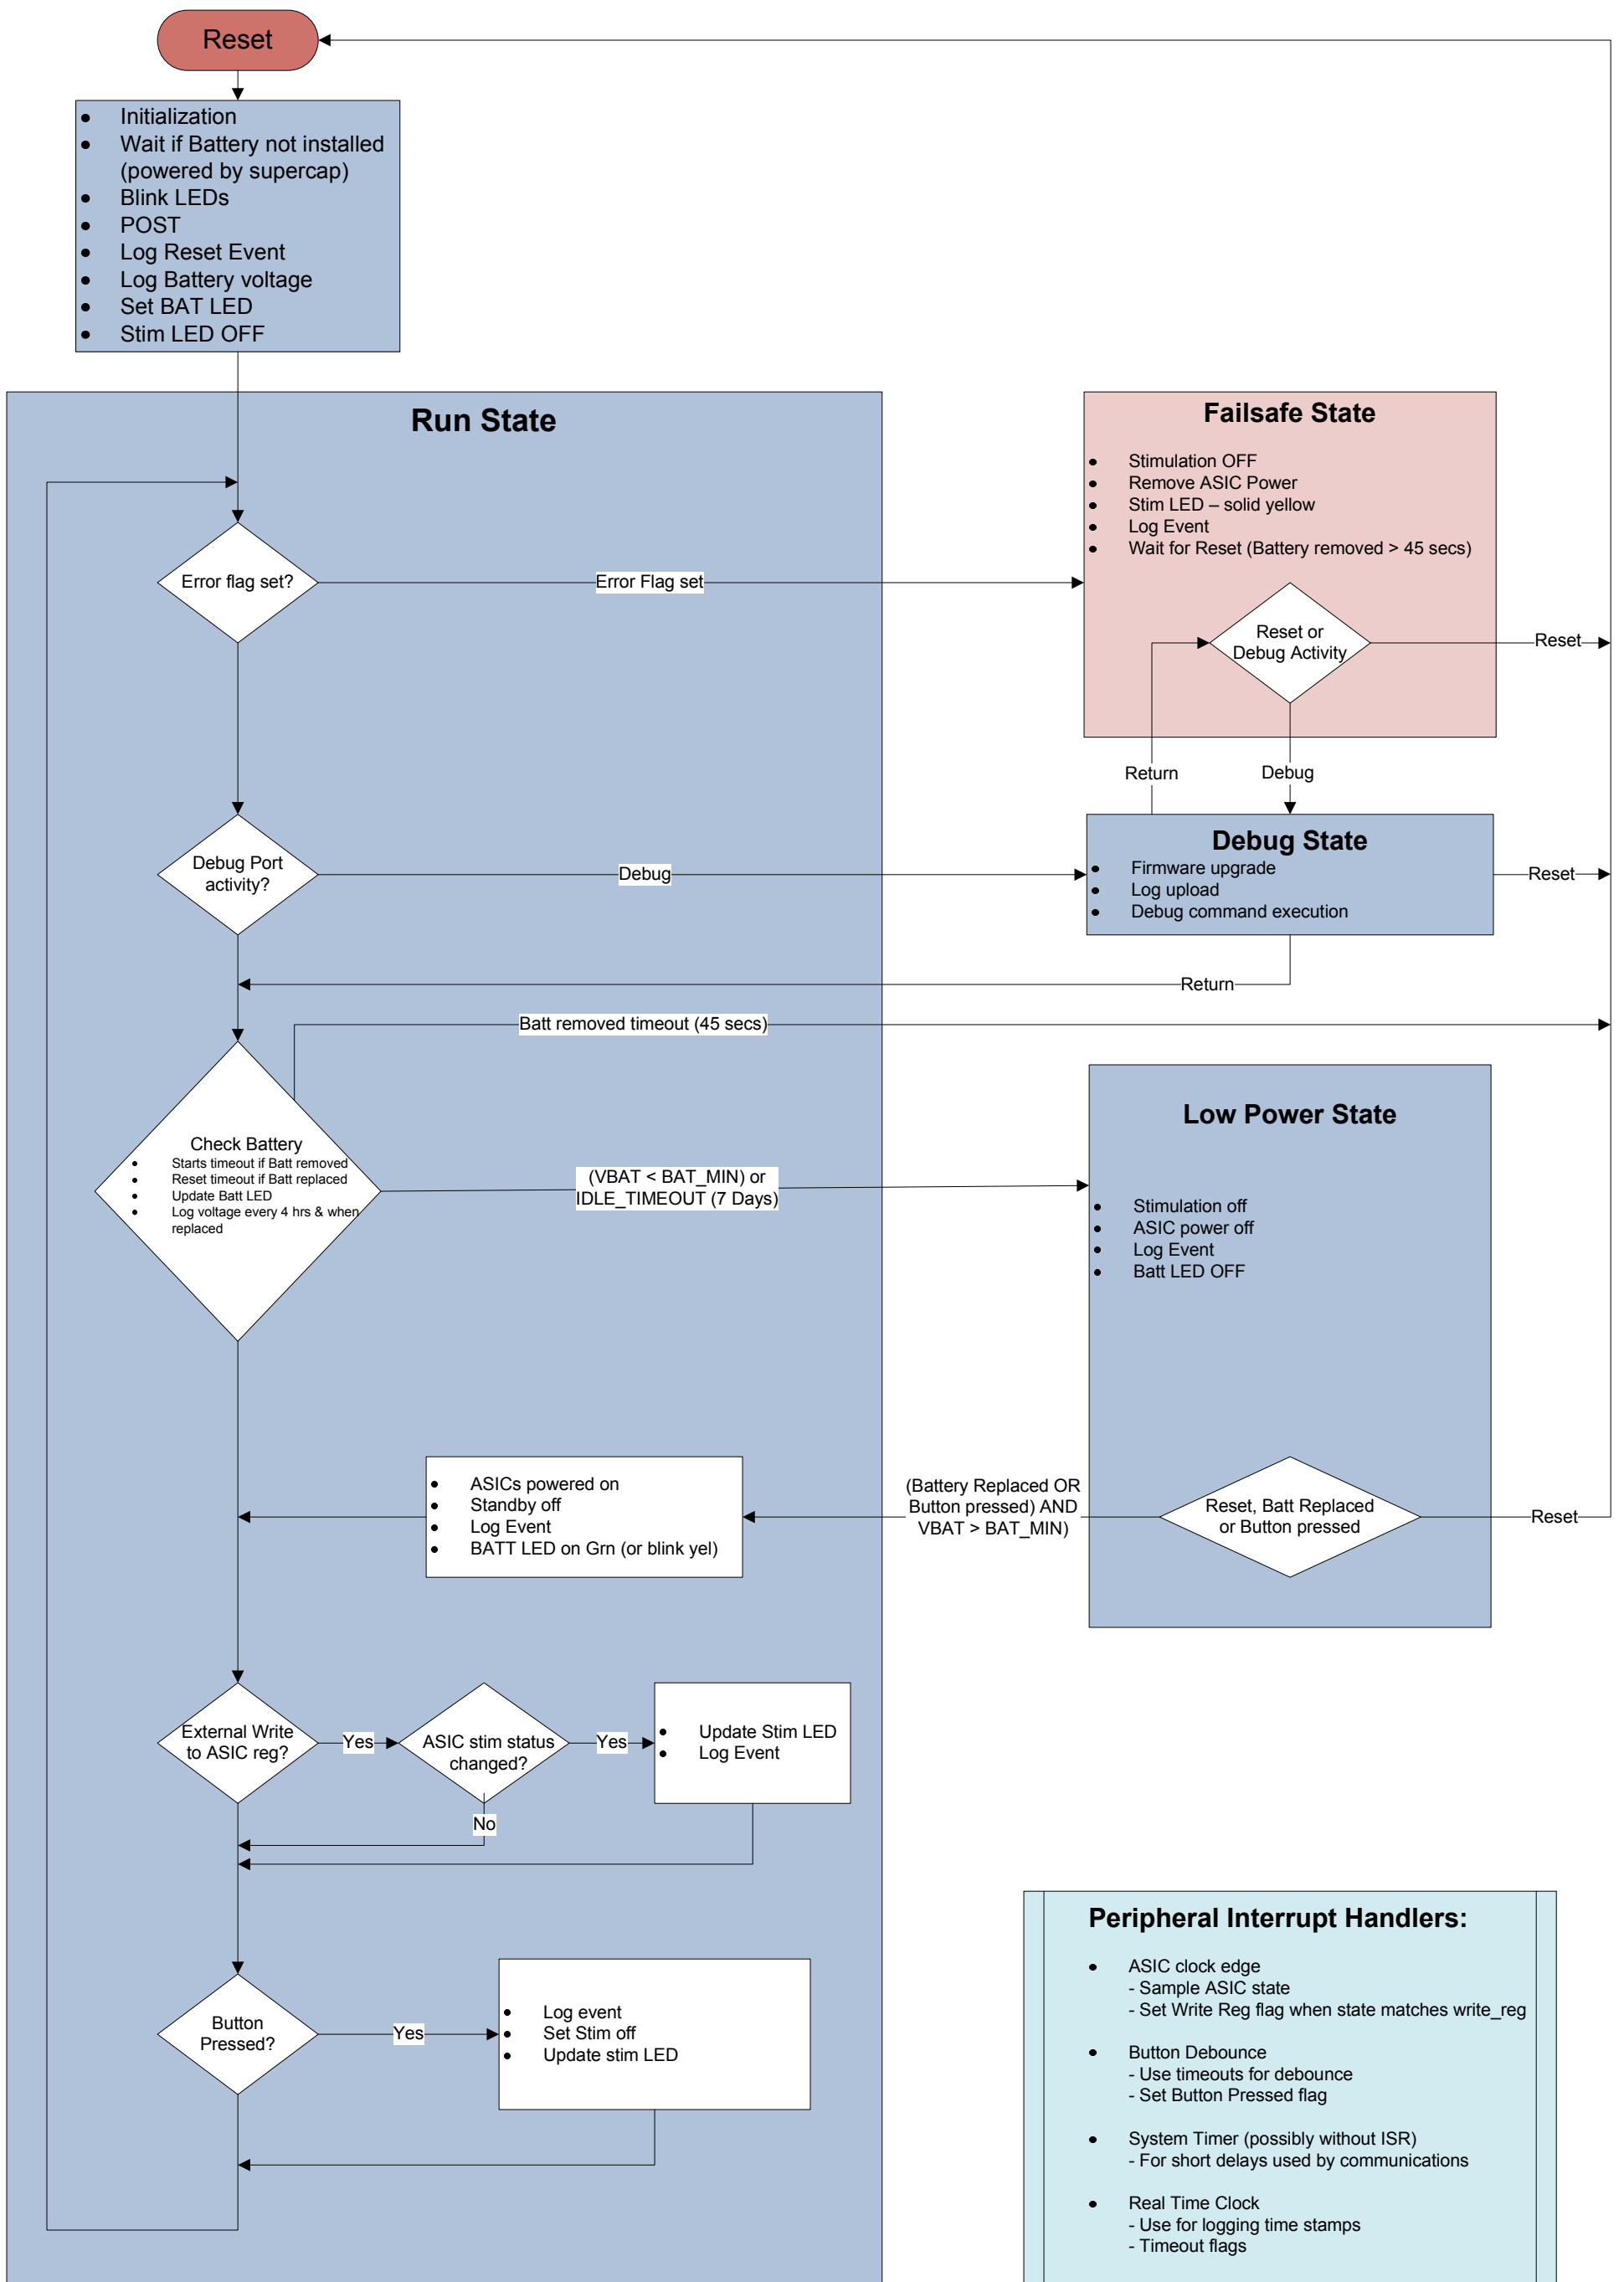 Reset
• Initialization
• Wait if Battery not installed
(powered by supercap)
• Blink LEDs
• POST
• Log Reset Event
• Log Battery voltage
• Set BAT LED
• Stim LED OFF
Run State
Error flag set?
Error Flag set
Failsafe State
• Stimulation OFF
• Remove ASIC Power
• Stim LED – solid yellow
• Log Event
• Wait for Reset (Battery removed > 45 secs)
Reset or
Debug Activity
Reset
Return
Debug
Debug Port
activity?
Debug
Debug State
• Firmware upgrade
• Log upload
• Debug command execution
Reset
Return
Batt removed timeout (45 secs)
Check Battery
• Starts timeout if Batt removed
• Reset timeout if Batt replaced
• Update Batt LED
• Log voltage every 4 hrs & when
replaced
(VBAT < BAT_MIN) or
IDLE_TIMEOUT (7 Days)
Low Power State
• Stimulation off
• ASIC power off
• Log Event
• Batt LED OFF
• ASICs powered on
• Standby off
• Log Event
• BATT LED on Grn (or blink yel)
(Battery Replaced OR
Button pressed) AND
VBAT > BAT_MIN)
Reset, Batt Replaced
or Button pressed
Reset
External Write
to ASIC reg?
Yes
ASIC stim status
changed?
Yes
• Update Stim LED
• Log Event
No
Button
Pressed?
Yes
• Log event
• Set Stim off
• Update stim LED
Peripheral Interrupt Handlers:
• ASIC clock edge
- Sample ASIC state
- Set Write Reg flag when state matches write_reg
• Button Debounce
- Use timeouts for debounce
- Set Button Pressed flag
• System Timer (possibly without ISR)
- For short delays used by communications
• Real Time Clock
- Use for logging time stamps
- Timeout flags